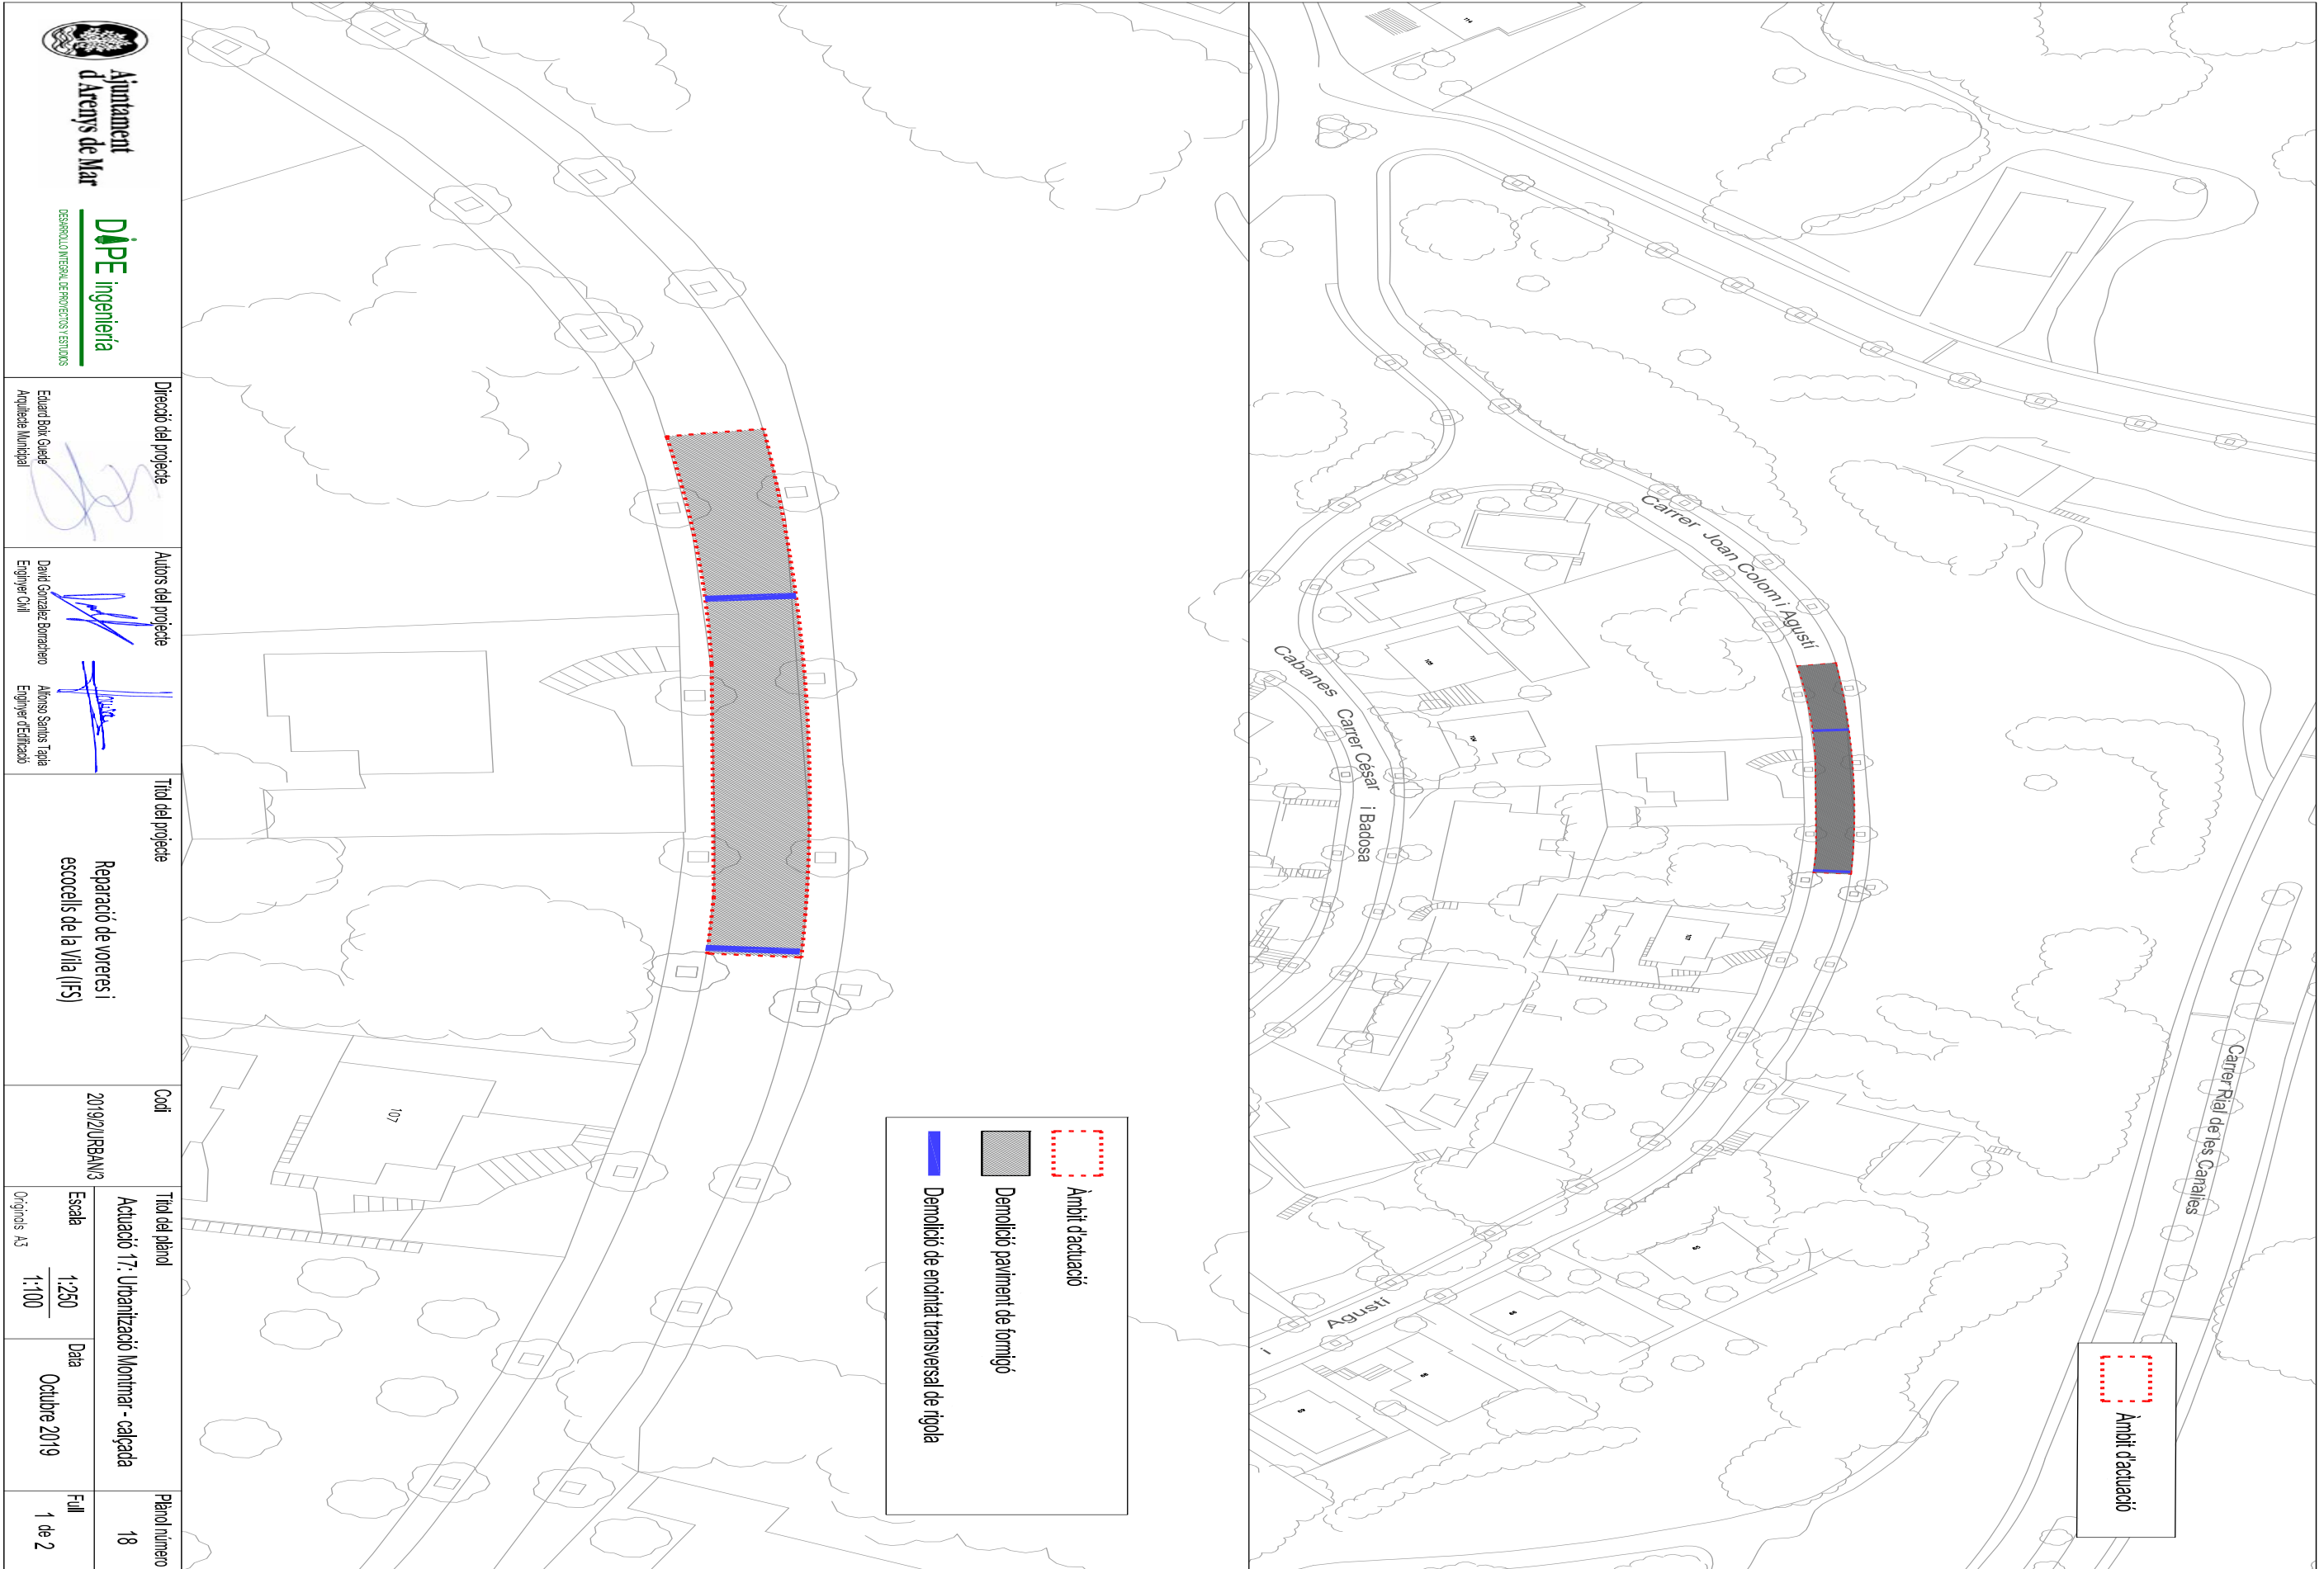 Carrer Joan Colom i Agustí
Cabanes
Carrer César
i Badosa
Carrer Rial de les Canalies
Agustí
114
107
Àmbit d'actuació
Àmbit d'actuació
Demolició paviment de formigó
Demolició de encintat transversal de rigola
107
Ajuntament
d'Arenys de Mar
DIPE ingeniería
DESARROLLO INTEGRAL DE PROYECTOS Y ESTUDIOS
Direcció del projecte
Eduard Boix Guede
Arquitecte Municipal
Autors del projecte
David Gonzalez Borrachero
Enginyer Civil
Alfonso Santos Tapia
Enginyer d'Edificació
Títol del projecte
Reparació de voreres i
escocells de la Vila (IFS)
Codi
2019/2/URBAN/3
Títol del plànol
Actuació 17: Urbanització Montmar - calçada
Escala
1:250
1:100
Originals A3
Data
Octubre 2019
Plànol número
18
Full
1 de 2